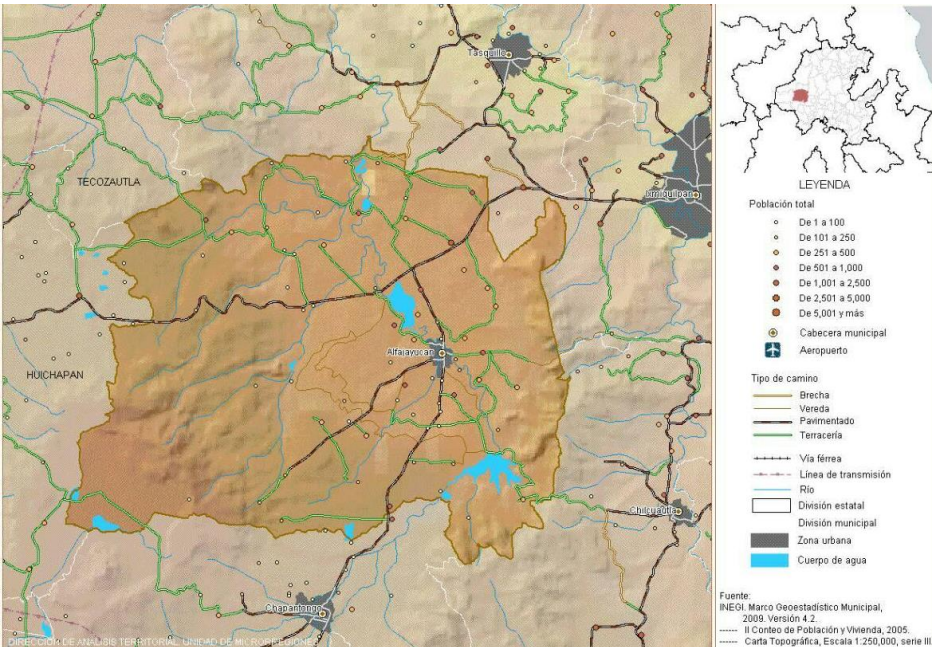 Tasquillo
TECOZAUTLA
Ixmiquilpan
Alfajayucan
HUICHAPAN
Chilcuautla
Chapantongo
DIRECCIÓN DE ANÁLISIS TERRITORIAL. UNIDAD DE MICRORREGIONES
LEYENDA
Población total
De 1 a 100
De 101 a 250
De 251 a 500
De 501 a 1,000
De 1,001 a 2,500
De 2,501 a 5,000
De 5,001 y más
Cabecera municipal
Aeropuerto
Tipo de camino
Brecha
Vereda
Pavimentado
Terracería
Vía férrea
Línea de transmisión
Río
División estatal
División municipal
Zona urbana
Cuerpo de agua
Fuente:
INEGI. Marco Geoestadístico Municipal,
2009. Versión 4.2.
------ II Conteo de Población y Vivienda, 2005.
------ Carta Topográfica, Escala 1:250,000, serie III.